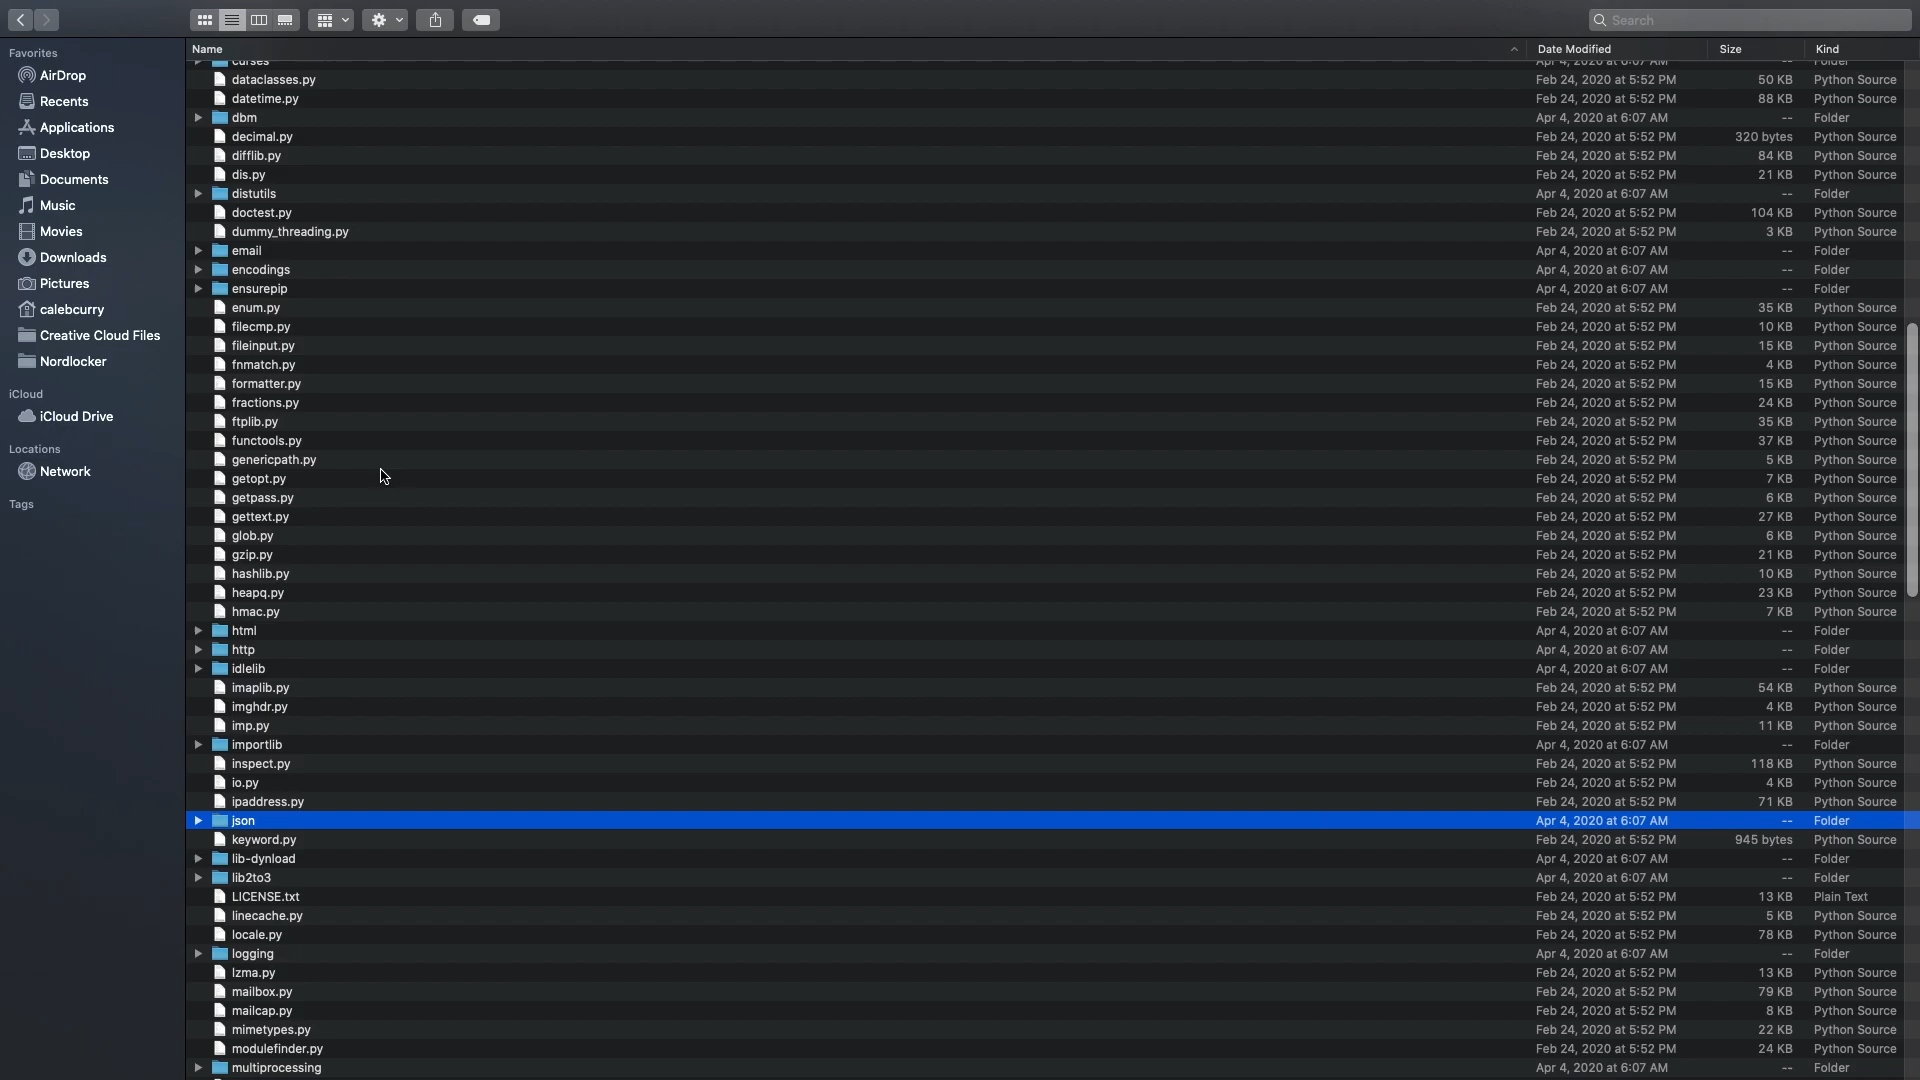 Search
Name Date Modified Size Kind
Favorites
AirDrop
Recents
Applications
Desktop
Documents
Music
Movies
Downloads
Pictures
calebcurry
Creative Cloud Files
Nordlocker
iCloud
iCloud Drive
Locations
Network
Tags
curses Apr 4, 2020 at 6:07 AM -- Folder
dataclasses.py Feb 24, 2020 at 5:52 PM 50 KB Python Source
datetime.py Feb 24, 2020 at 5:52 PM 88 KB Python Source
dbm Apr 4, 2020 at 6:07 AM -- Folder
decimal.py Feb 24, 2020 at 5:52 PM 320 bytes Python Source
difflib.py Feb 24, 2020 at 5:52 PM 84 KB Python Source
dis.py Feb 24, 2020 at 5:52 PM 21 KB Python Source
distutils Apr 4, 2020 at 6:07 AM -- Folder
doctest.py Feb 24, 2020 at 5:52 PM 104 KB Python Source
dummy_threading.py Feb 24, 2020 at 5:52 PM 3 KB Python Source
email Apr 4, 2020 at 6:07 AM -- Folder
encodings Apr 4, 2020 at 6:07 AM -- Folder
ensurepip Apr 4, 2020 at 6:07 AM -- Folder
enum.py Feb 24, 2020 at 5:52 PM 35 KB Python Source
filecmp.py Feb 24, 2020 at 5:52 PM 10 KB Python Source
fileinput.py Feb 24, 2020 at 5:52 PM 15 KB Python Source
fnmatch.py Feb 24, 2020 at 5:52 PM 4 KB Python Source
formatter.py Feb 24, 2020 at 5:52 PM 15 KB Python Source
fractions.py Feb 24, 2020 at 5:52 PM 24 KB Python Source
ftplib.py Feb 24, 2020 at 5:52 PM 35 KB Python Source
functools.py Feb 24, 2020 at 5:52 PM 37 KB Python Source
genericpath.py Feb 24, 2020 at 5:52 PM 5 KB Python Source
getopt.py Feb 24, 2020 at 5:52 PM 7 KB Python Source
getpass.py Feb 24, 2020 at 5:52 PM 6 KB Python Source
gettext.py Feb 24, 2020 at 5:52 PM 27 KB Python Source
glob.py Feb 24, 2020 at 5:52 PM 6 KB Python Source
gzip.py Feb 24, 2020 at 5:52 PM 21 KB Python Source
hashlib.py Feb 24, 2020 at 5:52 PM 10 KB Python Source
heapq.py Feb 24, 2020 at 5:52 PM 23 KB Python Source
hmac.py Feb 24, 2020 at 5:52 PM 7 KB Python Source
html Apr 4, 2020 at 6:07 AM -- Folder
http Apr 4, 2020 at 6:07 AM -- Folder
idlelib Apr 4, 2020 at 6:07 AM -- Folder
imaplib.py Feb 24, 2020 at 5:52 PM 54 KB Python Source
imghdr.py Feb 24, 2020 at 5:52 PM 4 KB Python Source
imp.py Feb 24, 2020 at 5:52 PM 11 KB Python Source
importlib Apr 4, 2020 at 6:07 AM -- Folder
inspect.py Feb 24, 2020 at 5:52 PM 118 KB Python Source
io.py Feb 24, 2020 at 5:52 PM 4 KB Python Source
ipaddress.py Feb 24, 2020 at 5:52 PM 71 KB Python Source
json Apr 4, 2020 at 6:07 AM -- Folder
keyword.py Feb 24, 2020 at 5:52 PM 945 bytes Python Source
lib-dynload Apr 4, 2020 at 6:07 AM -- Folder
lib2to3 Apr 4, 2020 at 6:07 AM -- Folder
LICENSE.txt Feb 24, 2020 at 5:52 PM 13 KB Plain Text
linecache.py Feb 24, 2020 at 5:52 PM 5 KB Python Source
locale.py Feb 24, 2020 at 5:52 PM 78 KB Python Source
logging Apr 4, 2020 at 6:07 AM -- Folder
lzma.py Feb 24, 2020 at 5:52 PM 13 KB Python Source
mailbox.py Feb 24, 2020 at 5:52 PM 79 KB Python Source
mailcap.py Feb 24, 2020 at 5:52 PM 8 KB Python Source
mimetypes.py Feb 24, 2020 at 5:52 PM 22 KB Python Source
modulefinder.py Feb 24, 2020 at 5:52 PM 24 KB Python Source
multiprocessing Apr 4, 2020 at 6:07 AM -- Folder